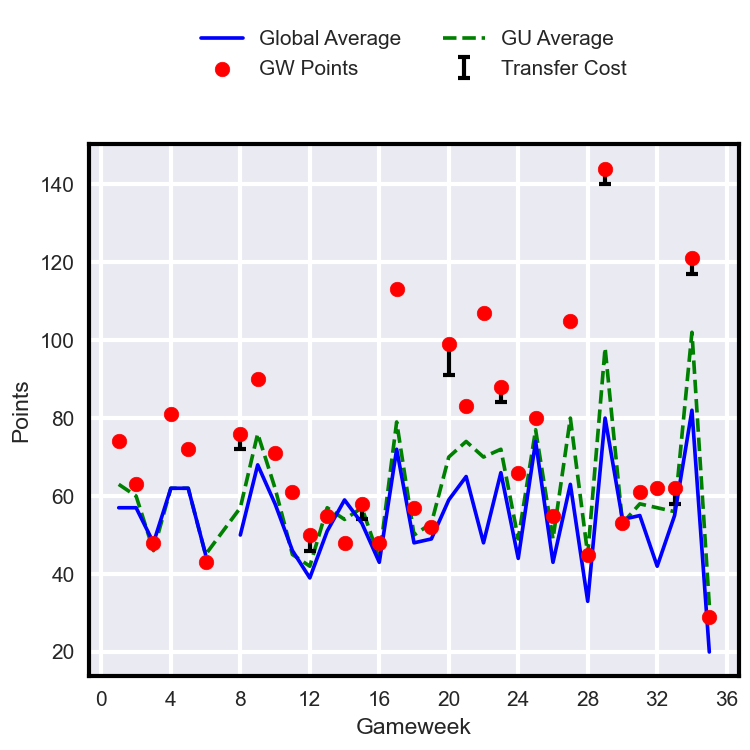 Global Average
GU Average
GW Points
Transfer Cost
140
120
100
80
60
40
20
Points
0 4 8 12 16 20 24 28 32 36
Gameweek